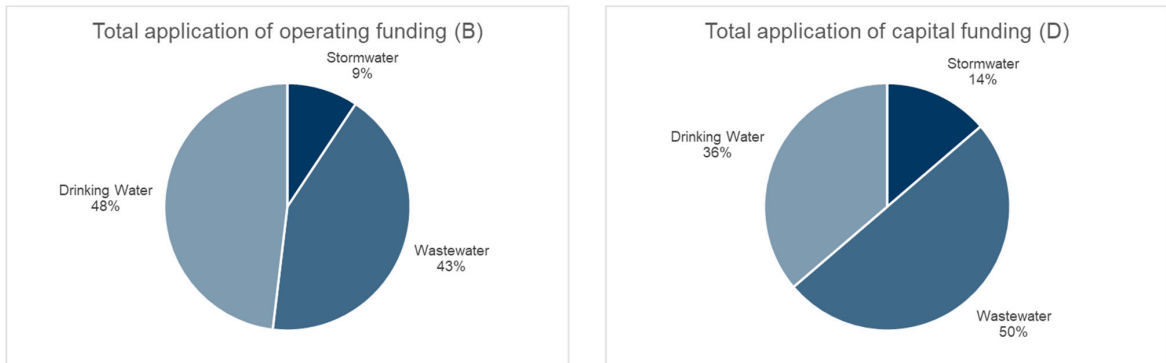 Total application of operating funding (B)
Stormwater
9%
Drinking Water
48%
Wastewater
43%
Total application of capital funding (D)
Stormwater
14%
Drinking Water
36%
Wastewater
50%